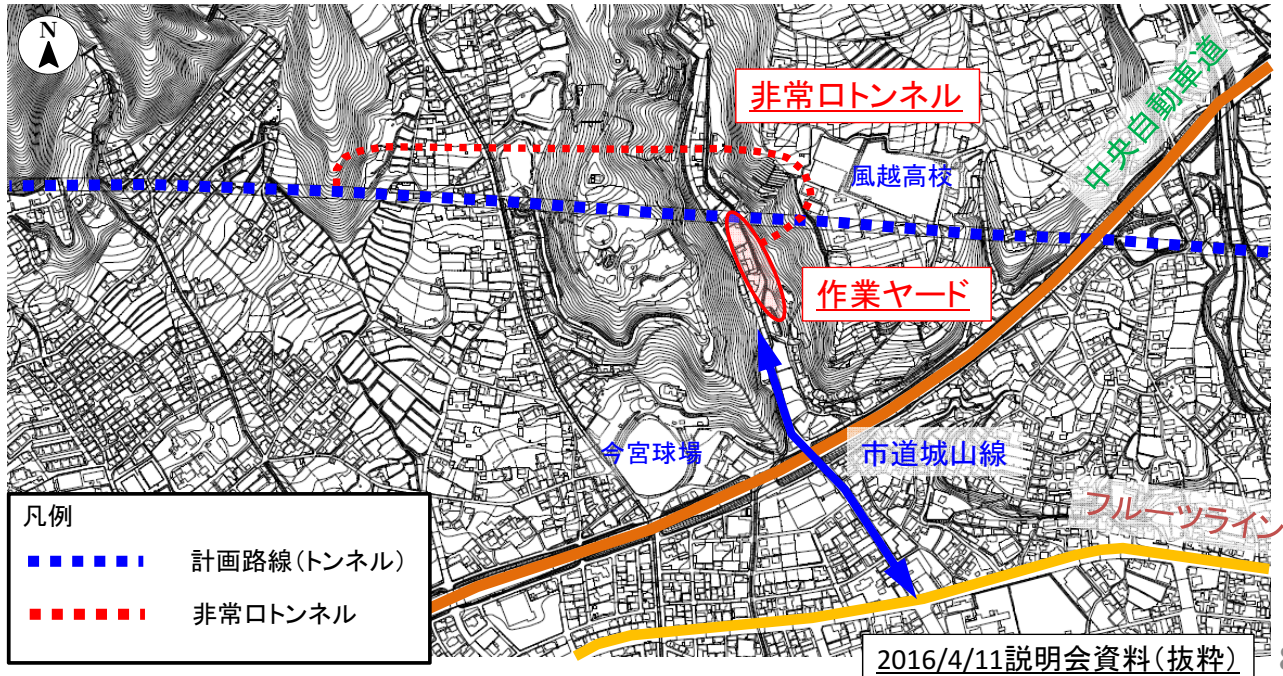 N
中央自動車道
非常口トンネル
風越高校
作業ヤード
今宮球場
市道城山線
フルーツライン
凡例
計画路線(トンネル)
非常口トンネル
2016/4/11説明会資料(抜粋)